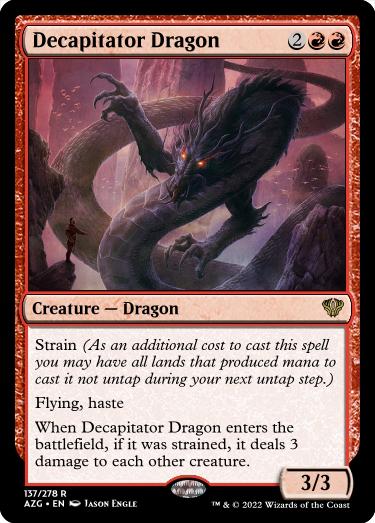 Decapitator Dragon 2
Creature — Dragon
Strain (As an additional cost to cast this spell
you may have all lands that produced mana to
cast it not untap during your next untap step.)
Flying, haste
When Decapitator Dragon enters the
battlefield, if it was strained, it deals 3
damage to each other creature.
3/3
137/278 R
AZG • EN JASON ENGLE
™ & © 2022 Wizards of the Coast